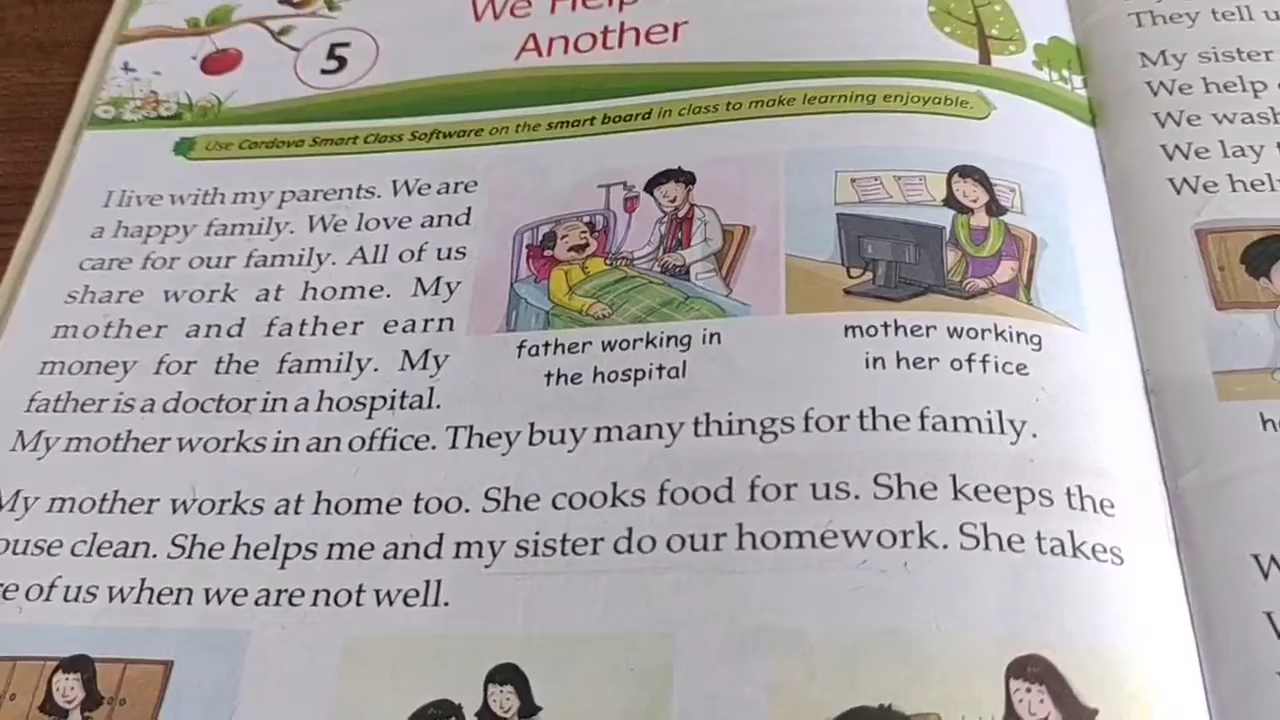 5
We Help
Another
Use Cordova Smart Class Software on the smart board in class to make learning enjoyable.
I live with my parents. We are
a happy family. We love and
care for our family. All of us
share work at home. My
mother and father earn
money for the family. My
father is a doctor in a hospital.
My mother works in an office. They buy many things for the family.
father working in
the hospital
mother working
in her office
My mother works at home too. She cooks food for us. She keeps the
clean. She helps me and my sister do our homework. She takes
of us when we are not well.
They tell
My sister
We help
We
We lay
We